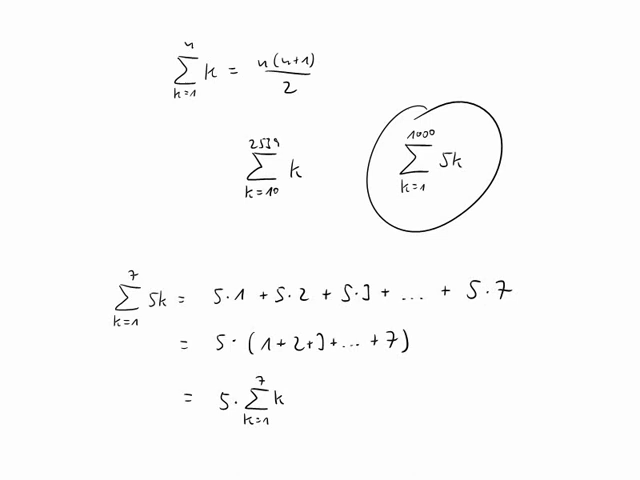 ∑_{k=1}^{n} k = n(n+1)/2
∑_{k=10}^{2539} k    ∑_{k=1}^{1000} 5k
∑_{k=1}^{7} 5k = 5·1 + 5·2 + 5·3 + ... + 5·7
= 5·(1+2+3+...+7)
= 5·∑_{k=1}^{7} k